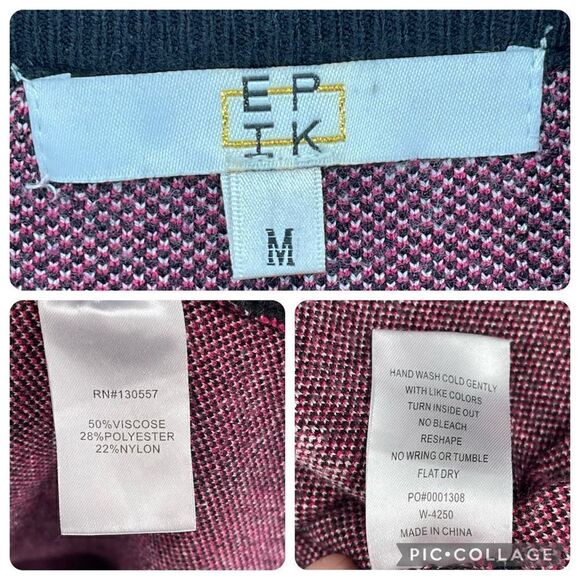 EP
IK
M
RN#130557
50%VISCOSE
28%POLYESTER
22%NYLON
HAND WASH COLD GENTLY
WITH LIKE COLORS
TURN INSIDE OUT
NO BLEACH
RESHAPE
NO WRING OR TUMBLE
FLAT DRY
PO#0001308
W-4250
MADE IN CHINA
PIC•COLLAGE